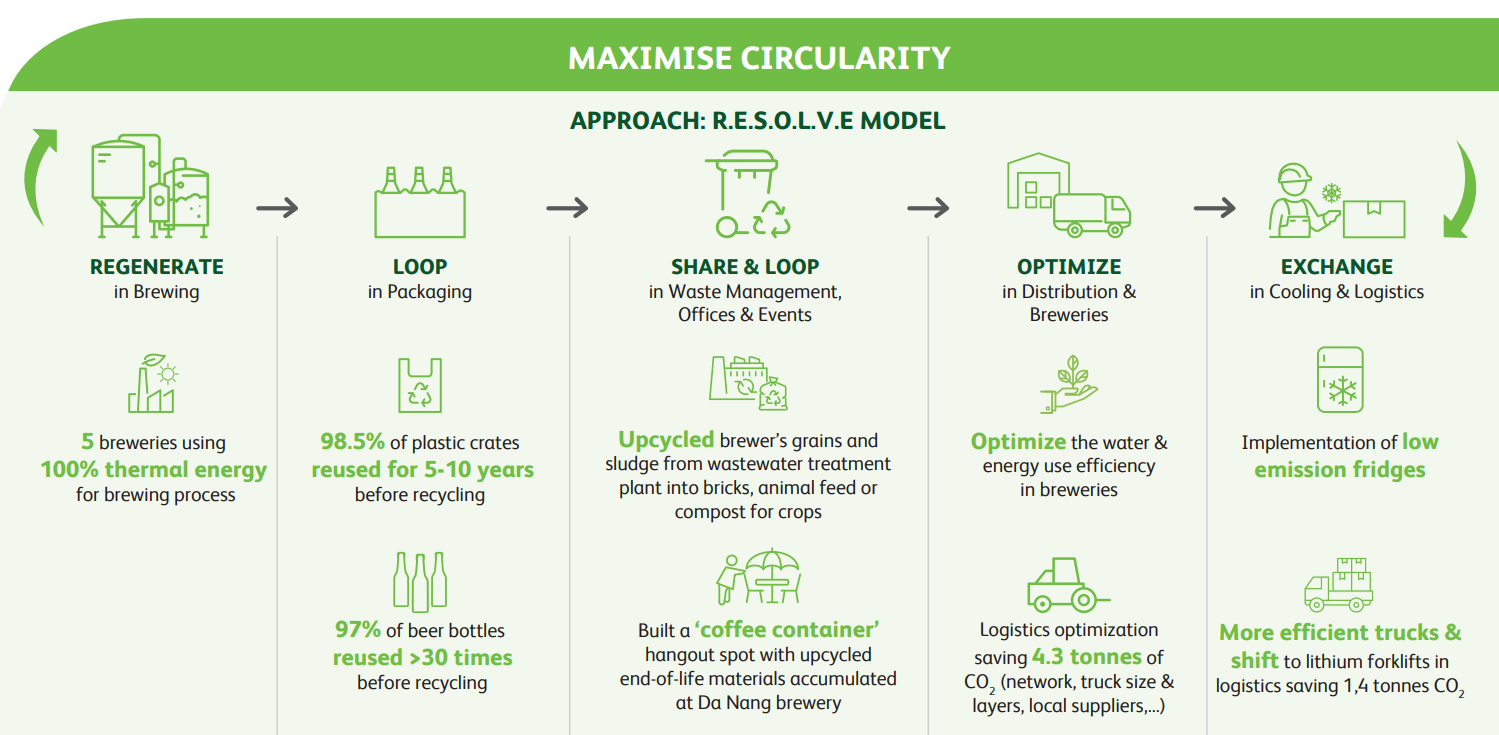 MAXIMISE CIRCULARITY
APPROACH: R.E.S.O.L.V.E MODEL
REGENERATE
in Brewing
5 breweries using
100% thermal energy
for brewing process
LOOP
in Packaging
98.5% of plastic crates
reused for 5-10 years
before recycling
97% of beer bottles
reused >30 times
before recycling
SHARE & LOOP
in Waste Management,
Offices & Events
Upcycled brewer’s grains and
sludge from wastewater treatment
plant into bricks, animal feed or
compost for crops
Built a ‘coffee container’
hangout spot with upcycled
end-of-life materials accumulated
at Da Nang brewery
OPTIMIZE
in Distribution &
Breweries
Optimize the water &
energy use efficiency
in breweries
Logistics optimization
saving 4.3 tonnes of
CO₂ (network, truck size &
layers, local suppliers,...)
EXCHANGE
in Cooling & Logistics
Implementation of low
emission fridges
More efficient trucks &
shift to lithium forklifts in
logistics saving 1,4 tonnes CO₂